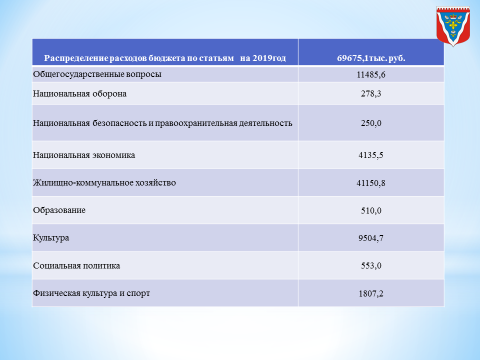 Распределение расходов бюджета по статьям на 2019год 69675,1тыс. руб.
Общегосударственные вопросы 11485,6
Национальная оборона 278,3
Национальная безопасность и правоохранительная деятельность 250,0
Национальная экономика 4135,5
Жилищно-коммунальное хозяйство 41150,8
Образование 510,0
Культура 9504,7
Социальная политика 553,0
Физическая культура и спорт 1807,2